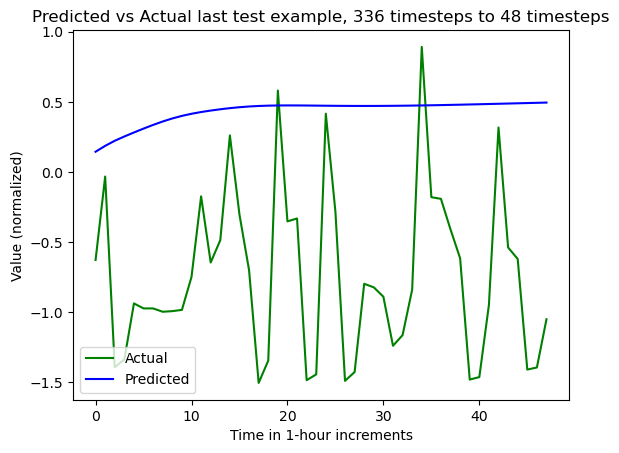 Predicted vs Actual last test example, 336 timesteps to 48 timesteps
1.0
0.5
0.0
−0.5
−1.0
−1.5
Value (normalized)
Actual
Predicted
0
10
20
30
40
Time in 1-hour increments